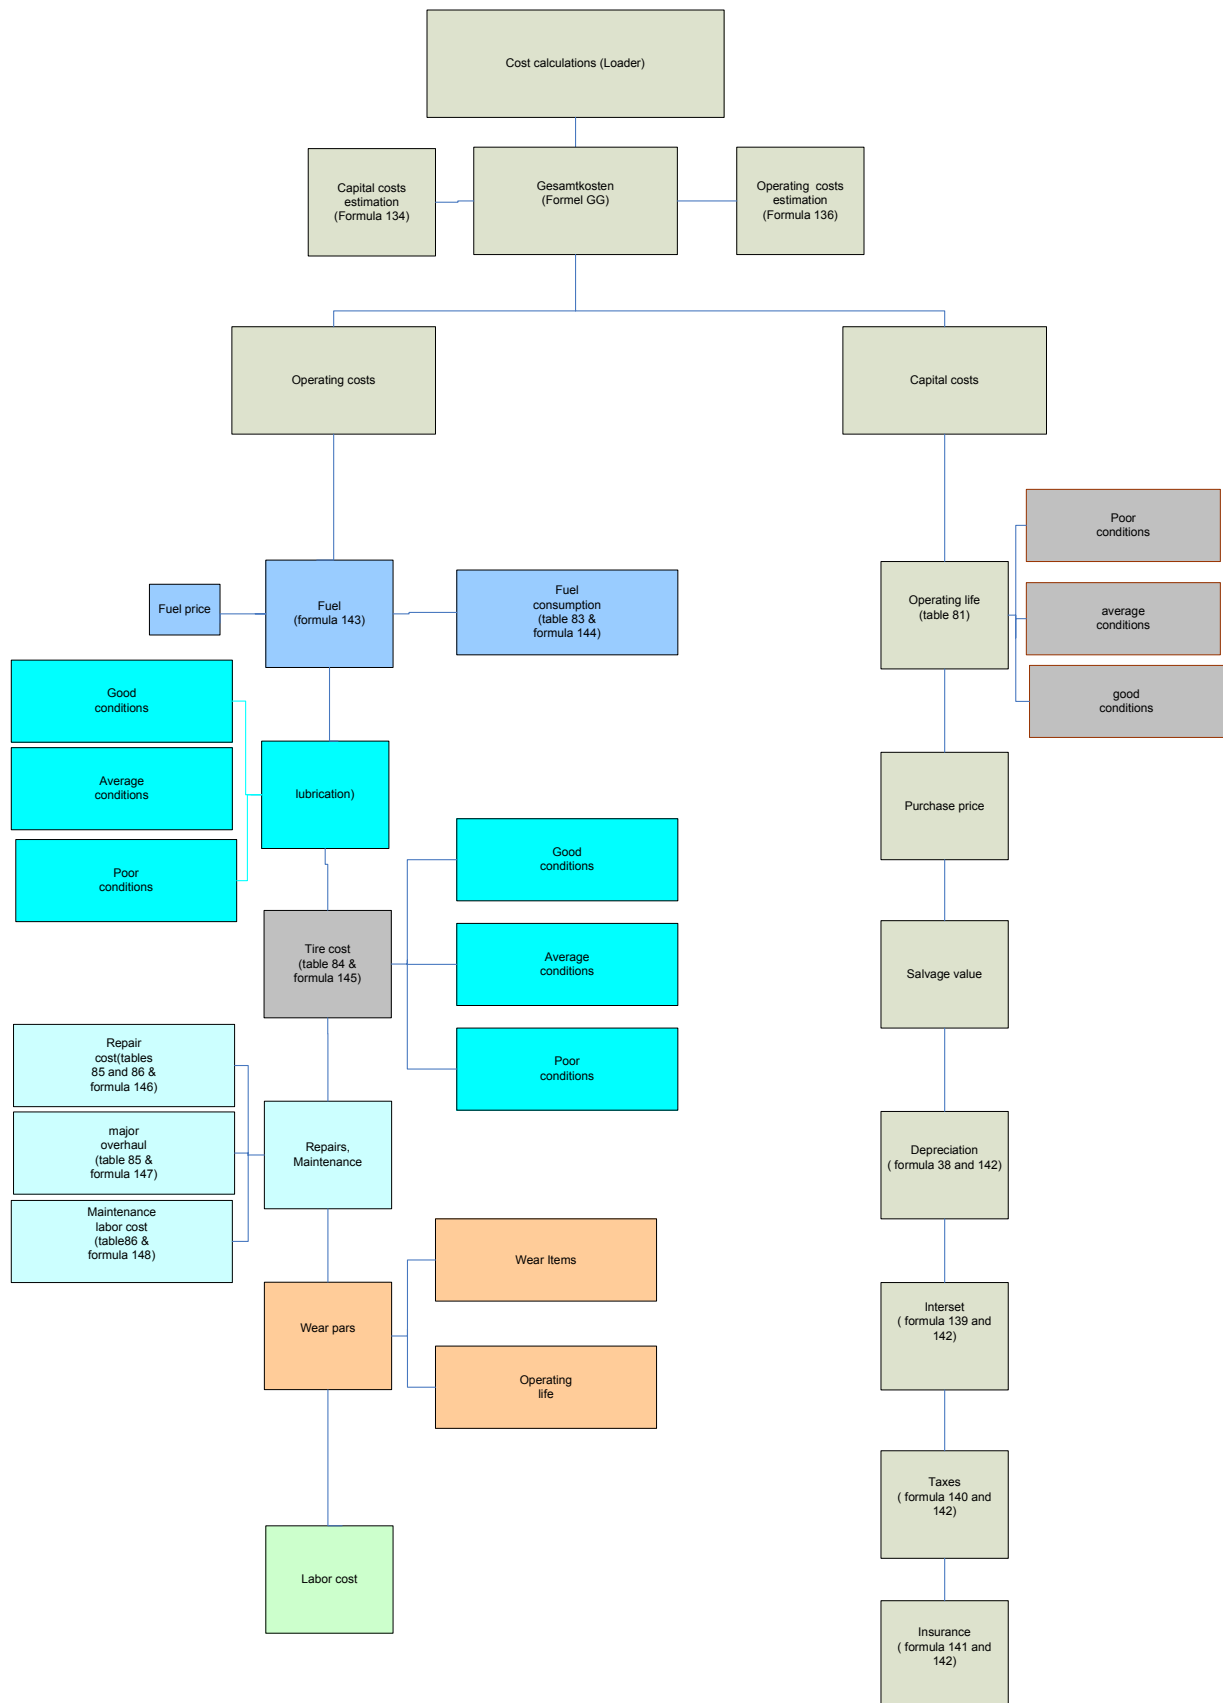 Cost calculations (Loader)
Capital costs
estimation
(Formula 134)
Gesamtkosten
(Formel GG)
Operating  costs
estimation
(Formula 136)
Operating costs
Capital costs
Poor
conditions
Fuel price
Fuel
(formula 143)
Fuel
consumption
(table 83 &
formula 144)
Operating life
(table 81)
average
conditions
good
conditions
Good
conditions
Average
conditions
Poor
conditions
lubrication)
Purchase price
Good
conditions
Average
conditions
Poor
conditions
Tire cost
(table 84 &
formula 145)
Salvage value
Repair
cost(tables
85 and 86 &
formula 146)
major
overhaul
(table 85 &
formula 147)
Maintenance
labor cost
(table86 &
formula 148)
Repairs,
Maintenance
Depreciation
( formula 38 and 142)
Wear Items
Wear pars
Operating
life
Interset
( formula 139 and
142)
Taxes
( formula 140 and
142)
Labor cost
Insurance
( formula 141 and
142)